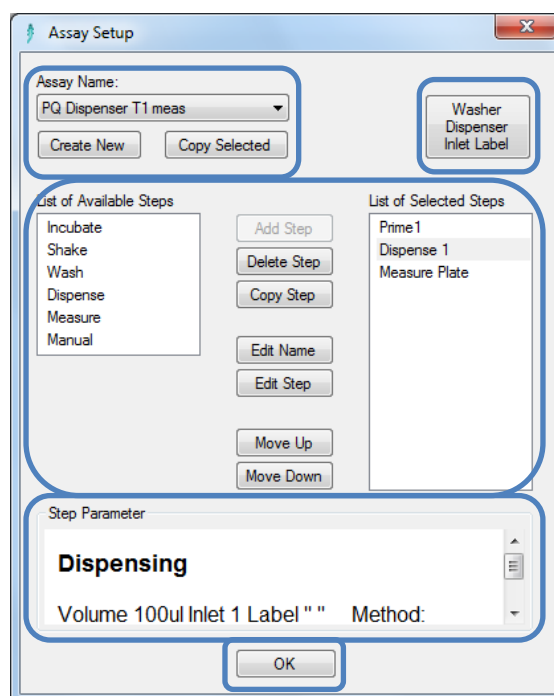 Assay Setup
Assay Name:
PQ Dispenser T1 meas
Create New
Copy Selected
Washer
Dispenser
Inlet Label
List of Available Steps
Incubate
Shake
Wash
Dispense
Measure
Manual
Add Step
Delete Step
Copy Step
Edit Name
Edit Step
Move Up
Move Down
List of Selected Steps
Prime1
Dispense 1
Measure Plate
Step Parameter
Dispensing
Volume 100ul Inlet 1 Label " " Method:
OK